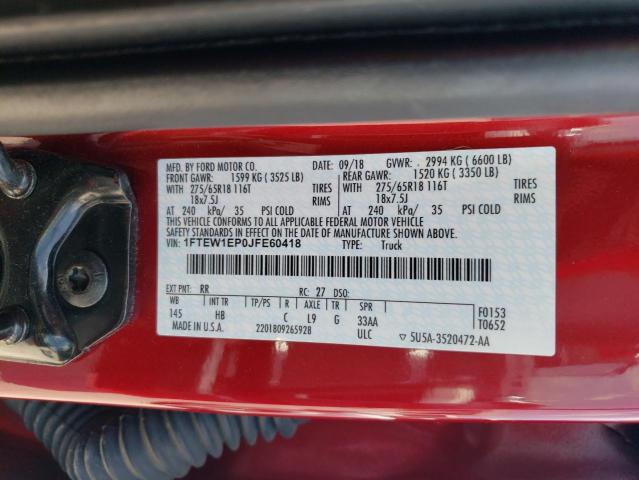 MFD. BY FORD MOTOR CO. DATE: 09/18 GVWR: 2994 KG ( 6600 LB)
FRONT GAWR: 1599 KG ( 3525 LB) REAR GAWR: 1520 KG ( 3350 LB)
WITH 275/65R18 116T TIRES WITH 275/65R18 116T TIRES
18x7.5J RIMS 18x7.5J RIMS
AT 240 kPa/ 35 PSI COLD AT 240 kPa/ 35 PSI COLD
THIS VEHICLE CONFORMS TO ALL APPLICABLE FEDERAL MOTOR VEHICLE
SAFETY STANDARDS IN EFFECT ON THE DATE OF MANUFACTURE SHOWN ABOVE.
VIN: 1FTEW1EP0JFE60418 TYPE: Truck
EXT PNT: RR RC: 27 DSO:
WB INT TR TP/PS R AXLE TR SPR F0153
145 HB C L9 G 33AA T0652
MADE IN U.S.A. 2201809265928 ULC 5U5A-3520472-AA